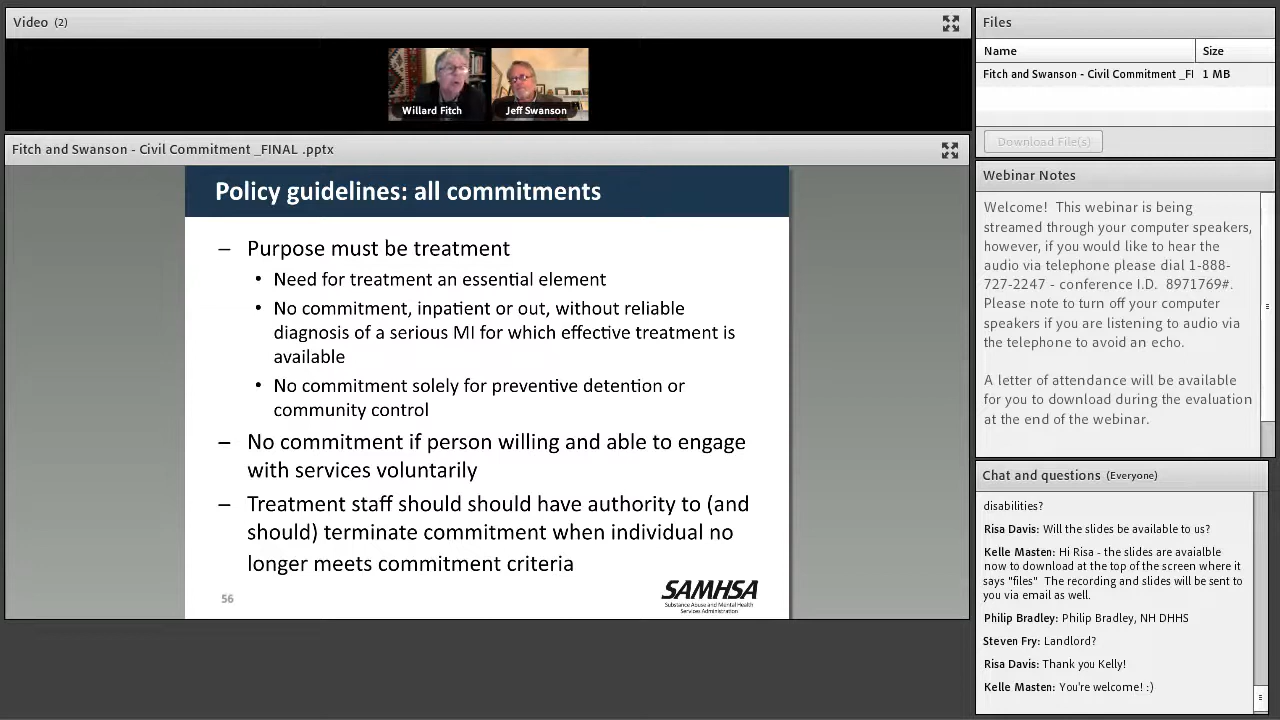 Video (2)
Willard Fitch
Jeff Swanson
Fitch and Swanson - Civil Commitment _FINAL .pptx
Policy guidelines: all commitments
– Purpose must be treatment
• Need for treatment an essential element
• No commitment, inpatient or out, without reliable
diagnosis of a serious MI for which effective treatment is
available
• No commitment solely for preventive detention or
community control
– No commitment if person willing and able to engage
with services voluntarily
– Treatment staff should should have authority to (and
should) terminate commitment when individual no
longer meets commitment criteria
56
SAMHSA
Substance Abuse and Mental Health
Services Administration
Files
Name Size
Fitch and Swanson - Civil Commitment _FI 1 MB
Download File(s)
Webinar Notes
Welcome! This webinar is being
streamed through your computer speakers,
however, if you would like to hear the
audio via telephone please dial 1-888-
727-2247 - conference I.D. 8971769#.
Please note to turn off your computer
speakers if you are listening to audio via
the telephone to avoid an echo.
A letter of attendance will be available
for you to download during the evaluation
at the end of the webinar.
Chat and questions (Everyone)
disabilities?
Risa Davis: Will the slides be available to us?
Kelle Masten: Hi Risa - the slides are avaialble
now to download at the top of the screen where it
says "files" The recording and slides will be sent to
you via email as well.
Philip Bradley: Philip Bradley, NH DHHS
Steven Fry: Landlord?
Risa Davis: Thank you Kelly!
Kelle Masten: You're welcome! :)